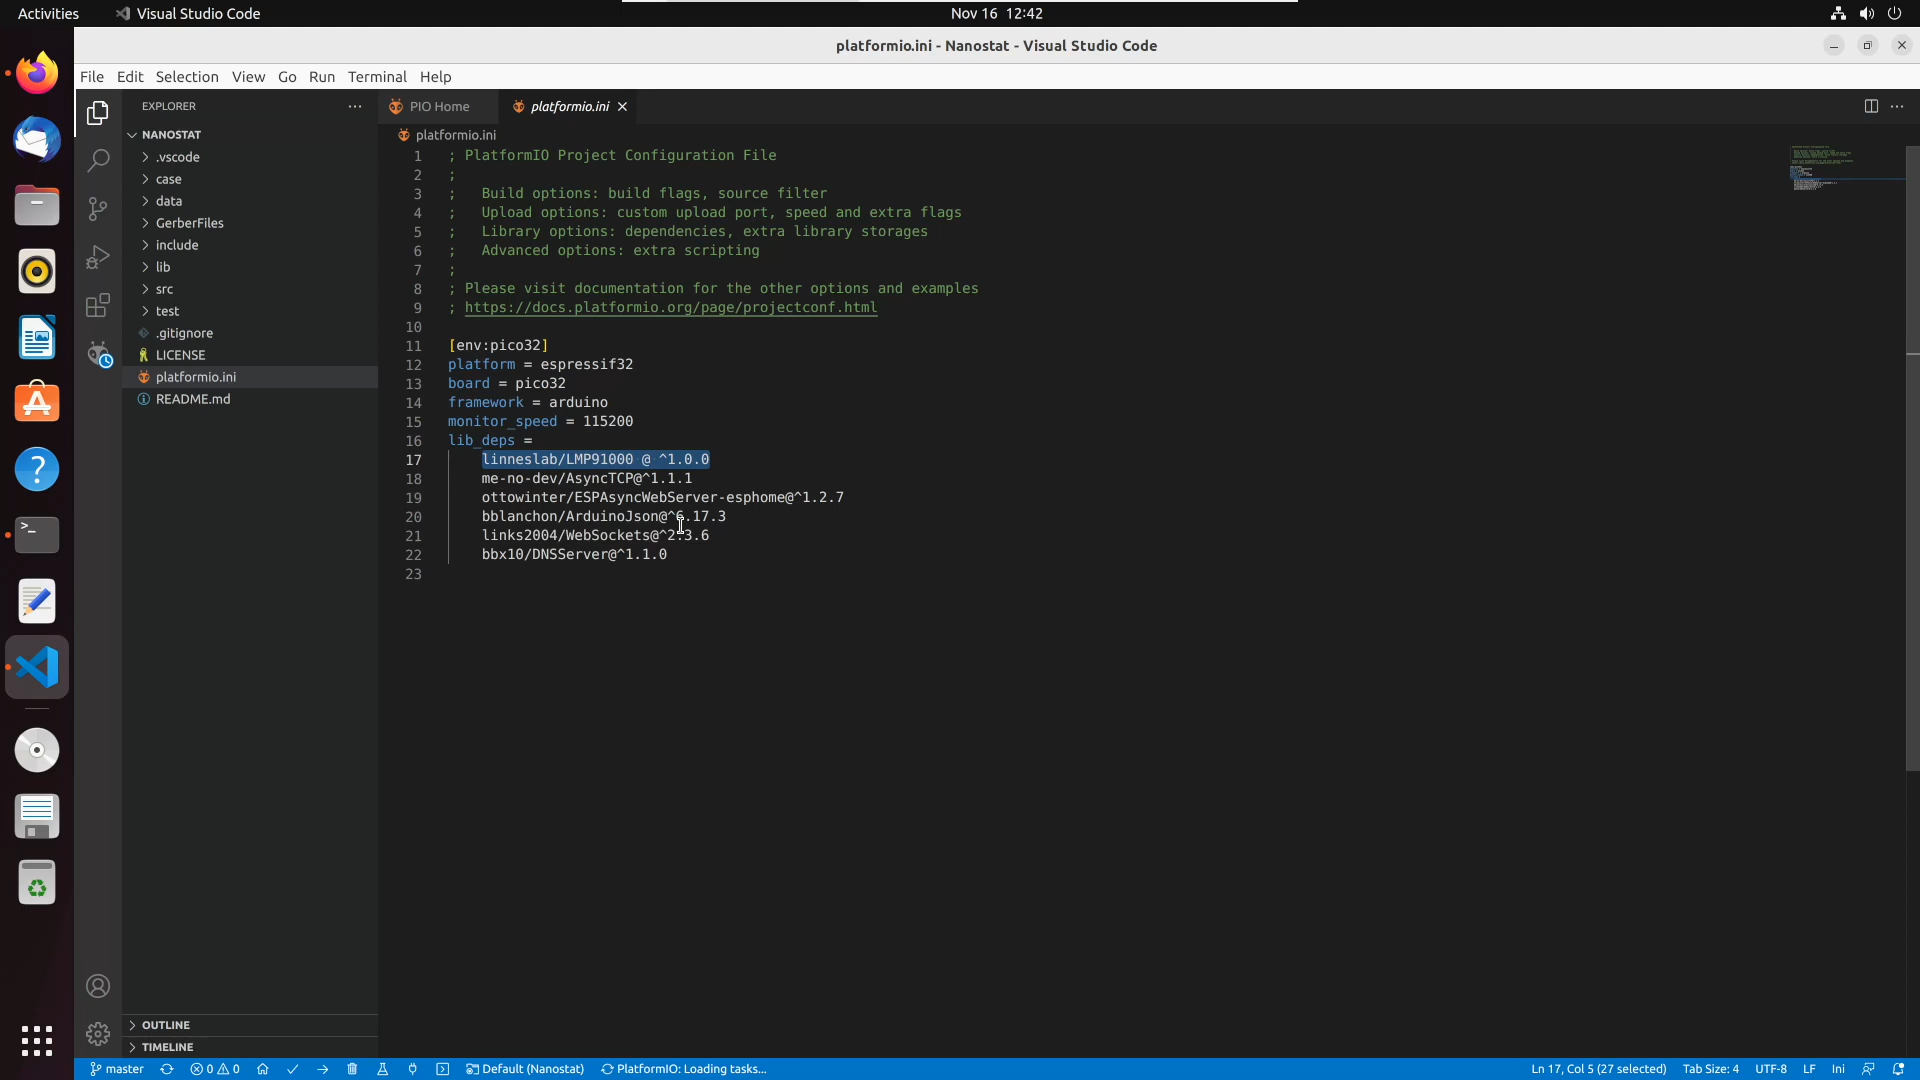 Activities
Visual Studio Code
Nov 16 12:42
platformio.ini - Nanostat - Visual Studio Code
File Edit Selection View Go Run Terminal Help
EXPLORER
NANOSTAT
.vscode
case
data
GerberFiles
include
lib
src
test
.gitignore
LICENSE
platformio.ini
README.md
OUTLINE
TIMELINE
PIO Home
platformio.ini
platformio.ini
1 ; PlatformIO Project Configuration File
2 ;
3 ; Build options: build flags, source filter
4 ; Upload options: custom upload port, speed and extra flags
5 ; Library options: dependencies, extra library storages
6 ; Advanced options: extra scripting
7 ;
8 ; Please visit documentation for the other options and examples
9 ; https://docs.platformio.org/page/projectconf.html
10
11 [env:pico32]
12 platform = espressif32
13 board = pico32
14 framework = arduino
15 monitor_speed = 115200
16 lib_deps =
17 linneslab/LMP91000 @ ^1.0.0
18 me-no-dev/AsyncTCP@^1.1.1
19 ottowinter/ESPAsyncWebServer-esphome@^1.2.7
20 bblanchon/ArduinoJson@^6.17.3
21 links2004/WebSockets@^2.3.6
22 bbx10/DNSServer@^1.1.0
23
master 0 0 Default (Nanostat) PlatformIO: Loading tasks... Ln 17, Col 5 (27 selected) Tab Size: 4 UTF-8 LF Ini